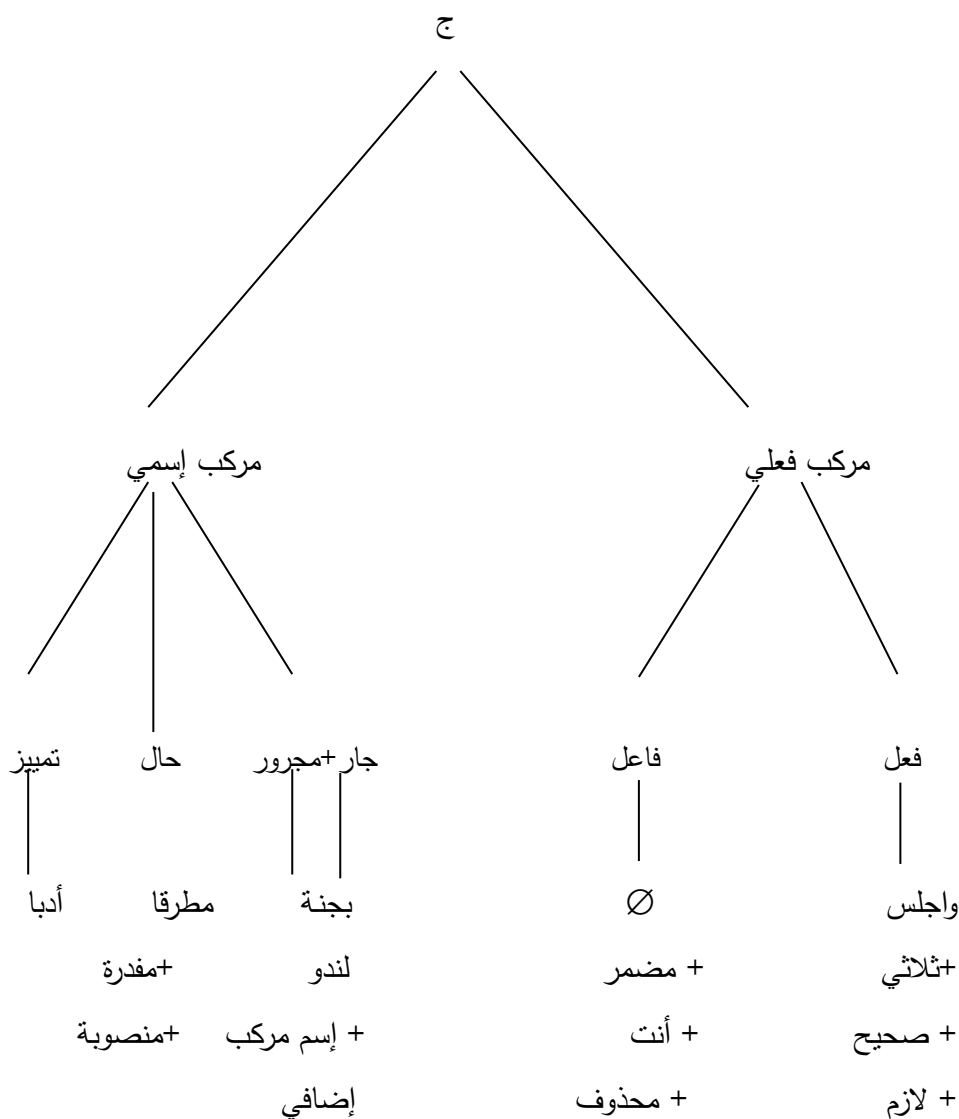 ج
مركب فعلي مركب إسمي
فعل فاعل جار+مجرور حال تمييز
واجلس ∅ بجنة مطرقا أدبا
+ثلاثي + مضمر لندو +مفدرة
+ صحيح + أنت + إسم مركب +منصوبة
+ لازم + محذوف إضافي